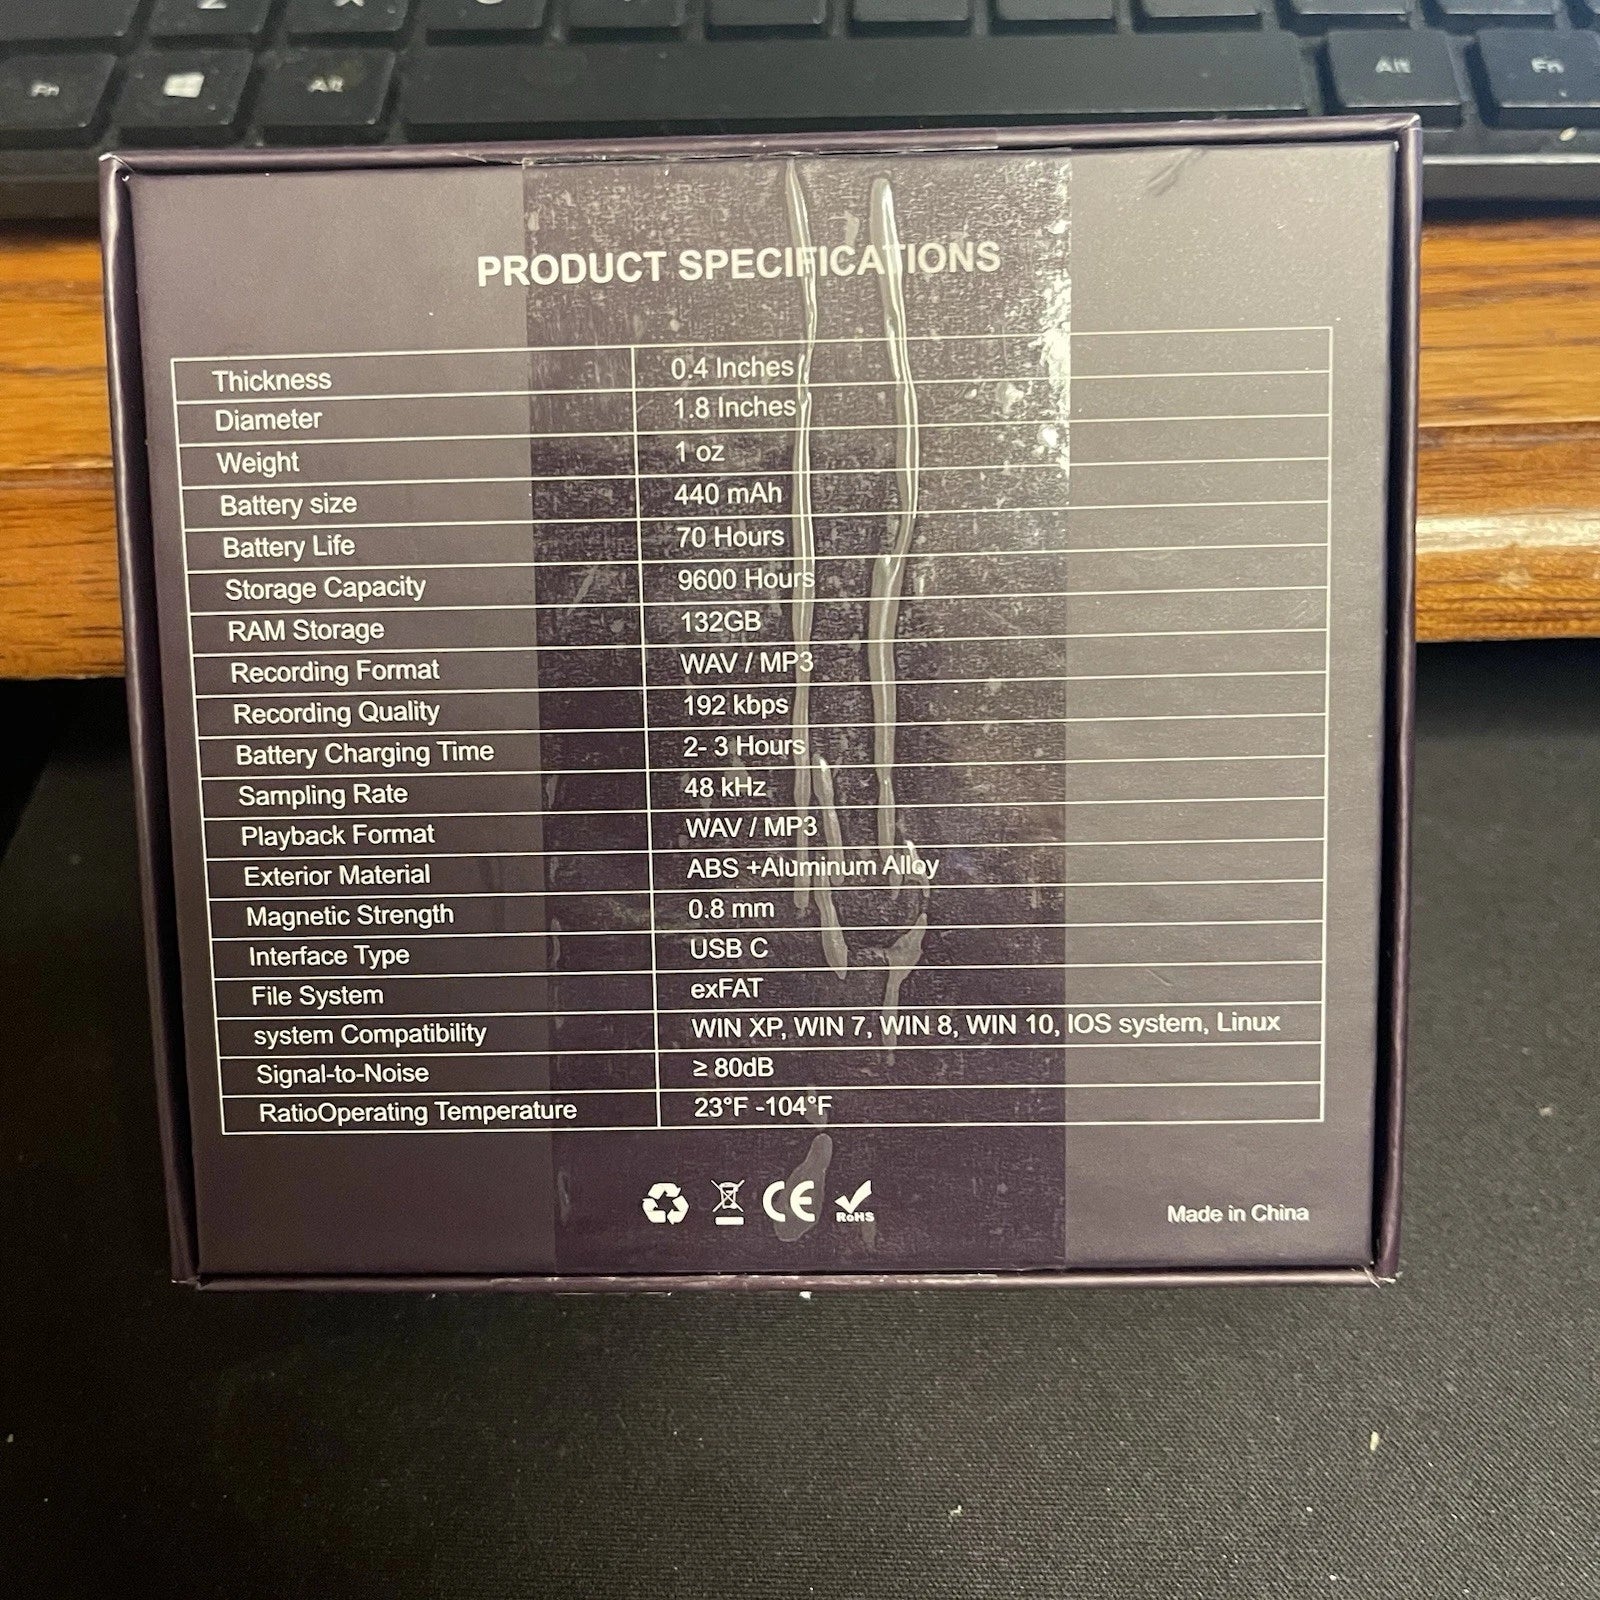 Z X
Fn Alt Alt Fn
PRODUCT SPECIFICATIONS
Thickness 0.4 Inches
Diameter 1.8 Inches
Weight 1 oz
Battery size 440 mAh
Battery Life 70 Hours
Storage Capacity 9600 Hours
RAM Storage 132GB
Recording Format WAV / MP3
Recording Quality 192 kbps
Battery Charging Time 2- 3 Hours
Sampling Rate 48 kHz
Playback Format WAV / MP3
Exterior Material ABS +Aluminum Alloy
Magnetic Strength 0.8 mm
Interface Type USB C
File System exFAT
system Compatibility WIN XP, WIN 7, WIN 8, WIN 10, IOS system, Linux
Signal-to-Noise ≥ 80dB
RatioOperating Temperature 23°F -104°F
CE RoHS
Made in China